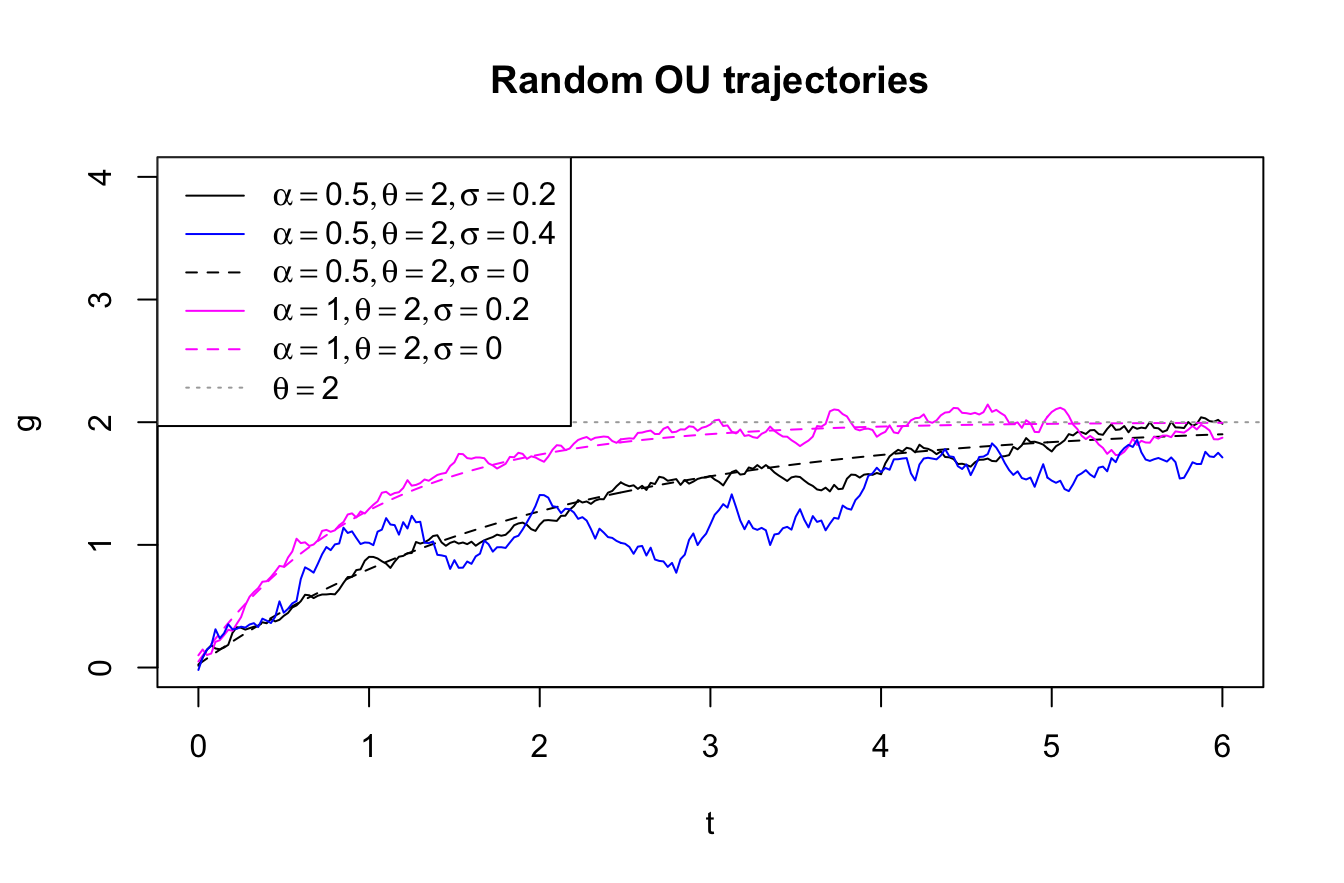 Random OU trajectories
α = 0.5, θ = 2, σ = 0.2
α = 0.5, θ = 2, σ = 0.4
α = 0.5, θ = 2, σ = 0
α = 1, θ = 2, σ = 0.2
α = 1, θ = 2, σ = 0
θ = 2
4
3
2
1
0
g
0 1 2 3 4 5 6
t